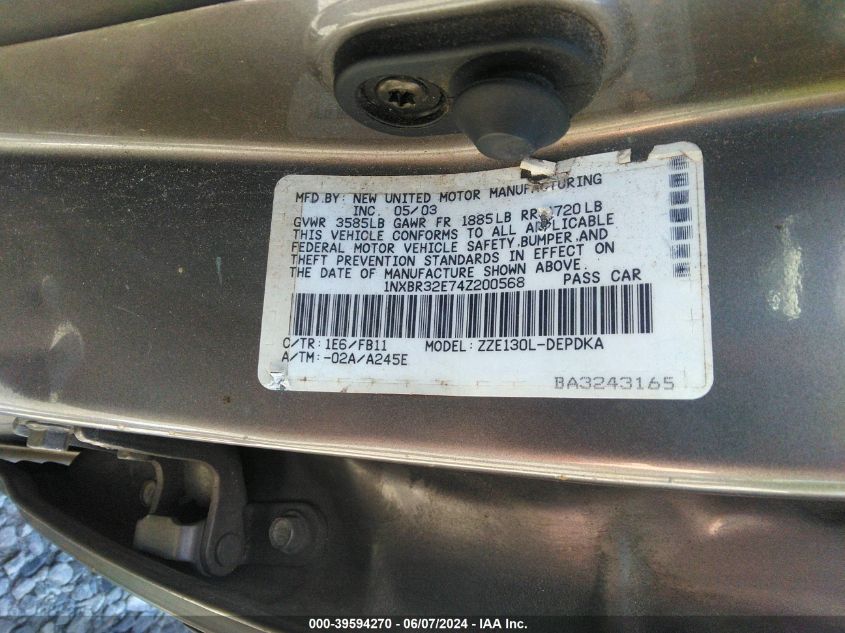 MFD.BY: NEW UNITED MOTOR MANUFACTURING
INC. 05/03
GVWR 3585LB GAWR FR 1885LB RR 720LB
THIS VEHICLE CONFORMS TO ALL APPLICABLE
FEDERAL MOTOR VEHICLE SAFETY,BUMPER,AND
THEFT PREVENTION STANDARDS IN EFFECT ON
THE DATE OF MANUFACTURE SHOWN ABOVE.
1NXBR32E74Z200568 PASS CAR
C/TR: 1E6/FB11 MODEL: ZZE130L-DEPDKA
A/TM: -02A/A245E
BA3243165
000-39594270 - 06/07/2024 - IAA Inc.